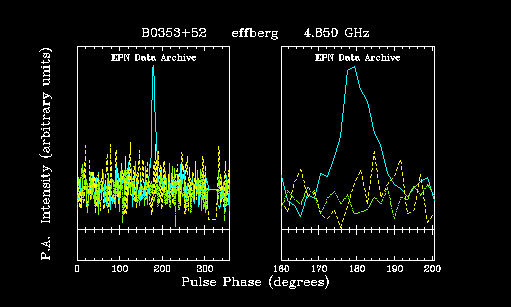 B0353+52 effberg 4.850 GHz
EPN Data Archive EPN Data Archive
P.A. Intensity (arbitrary units)
0 100 200 300 160 170 180 190 200
Pulse Phase (degrees)